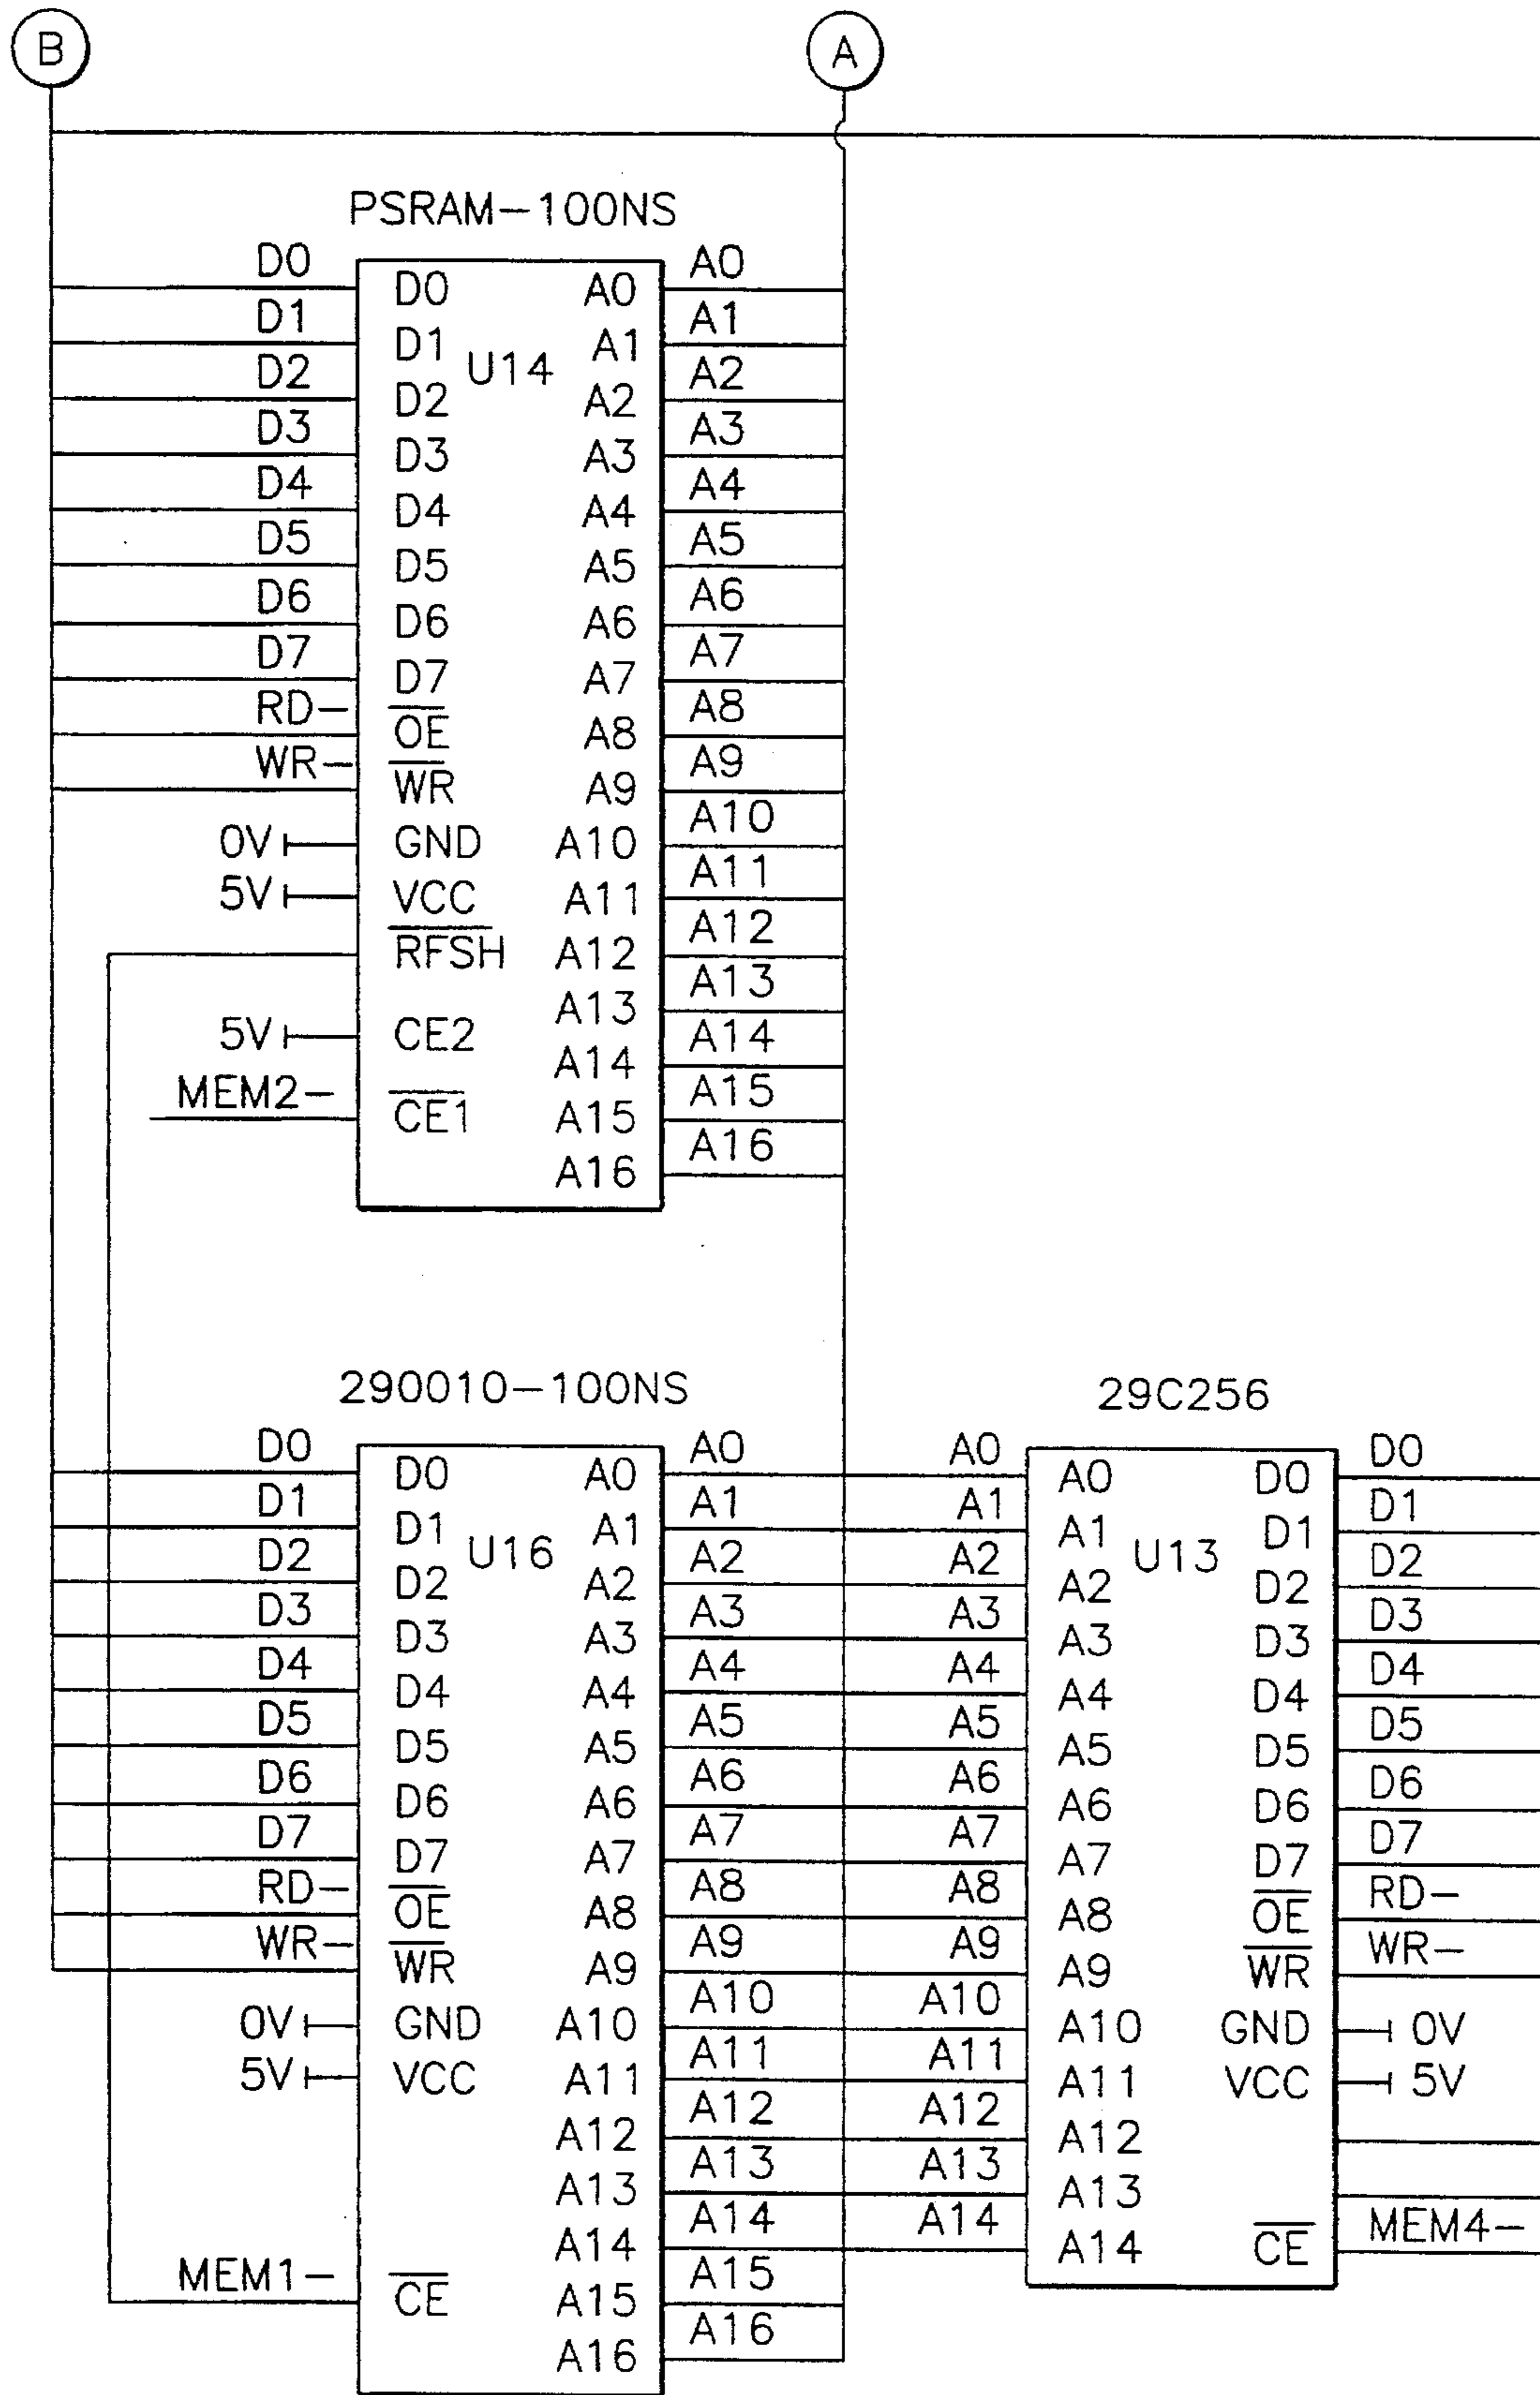 B
A
PSRAM-100NS
D0 D0 A0 A0
D1 D1 U14 A1 A1
D2 D2 A2 A2
D3 D3 A3 A3
D4 D4 A4 A4
D5 D5 A5 A5
D6 D6 A6 A6
D7 D7 A7 A7
RD- OE A8 A8
WR- WR A9 A9
0V GND A10 A10
5V VCC A11 A11
RFSH A12 A12
A13 A13
5V CE2
A14 A14
MEM2- CE1 A15 A15
A16 A16
290010-100NS
29C256
D0 D0 A0 A0 A0 A0 D0 D0
D1 D1 U16 A1 A1 A1 A1 U13 D1 D1
D2 D2 A2 A2 A2 A2 D2 D2
D3 D3 A3 A3 A3 A3 D3 D3
D4 D4 A4 A4 A4 A4 D4 D4
D5 D5 A5 A5 A5 A5 D5 D5
D6 D6 A6 A6 A6 A6 D6 D6
D7 D7 A7 A7 A7 A7 D7 D7
RD- OE A8 A8 A8 A8 OE RD-
WR- WR A9 A9 A9 A9 WR WR-
0V GND A10 A10 A10 A10 GND 0V
5V VCC A11 A11 A11 A11 VCC 5V
A12 A12 A12 A12
A13 A13 A13 A13
A14 A14 A14 A14 CE MEM4-
MEM1- CE A15 A15
A16 A16